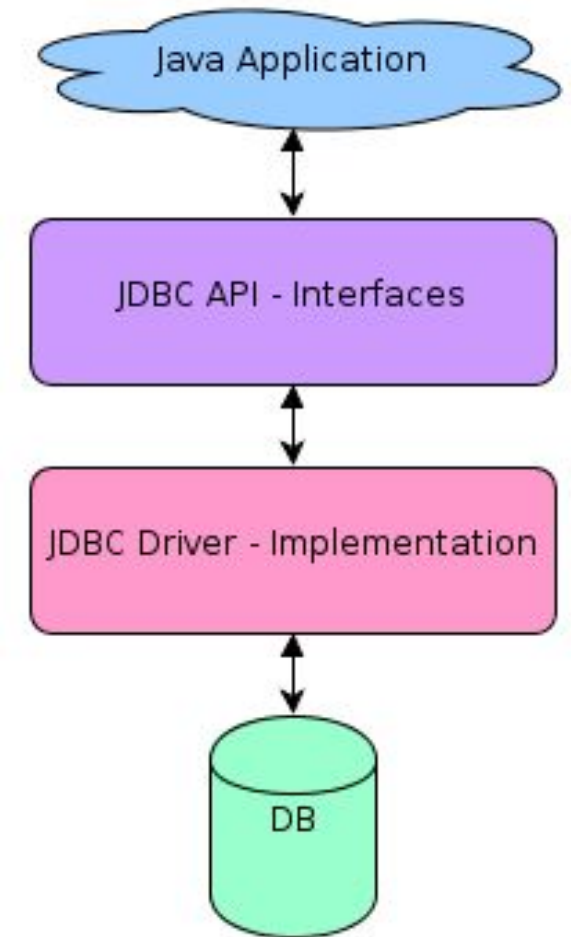 Java Application
JDBC API - Interfaces
JDBC Driver - Implementation
DB